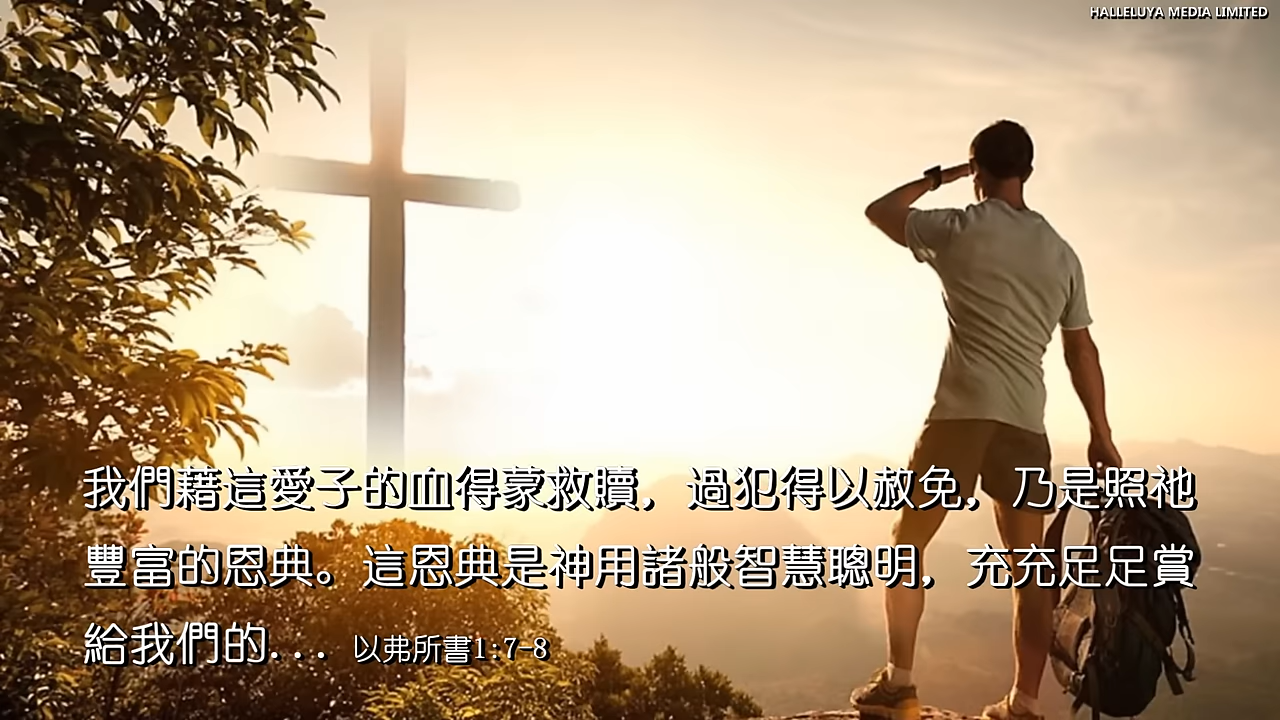 HALLELUYA MEDIA LIMITED
我們藉這愛子的血得蒙救贖，過犯得以赦免，乃是照祂
豐富的恩典。這恩典是神用諸般智慧聰明，充充足足賞
給我們的... 以弗所書1:7-8